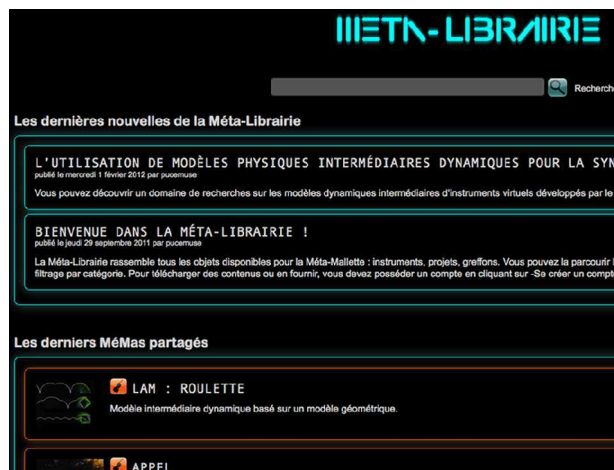 META-LIBRAIRIE
Recherche
Les dernières nouvelles de la Méta-Librairie
L'UTILISATION DE MODÈLES PHYSIQUES INTERMÉDIAIRES DYNAMIQUES POUR LA SYN
publié le mercredi 1 février 2012 par pucemuse
Vous pouvez découvrir un domaine de recherches sur les modèles dynamiques intermédiaires d'instruments virtuels développés par le
BIENVENUE DANS LA MÉTA-LIBRAIRIE !
publié le jeudi 29 septembre 2011 par pucemuse
La Méta-Librairie rassemble tous les objets disponibles pour la Méta-Mallette : instruments, projets, greffons. Vous pouvez la parcourir
filtrage par catégorie. Pour télécharger des contenus ou en fournir, vous devez posséder un compte en cliquant sur -Se créer un compte
Les derniers MéMas partagés
LAM : ROULETTE
Modèle intermédiaire dynamique basé sur un modèle géométrique.
APPEL